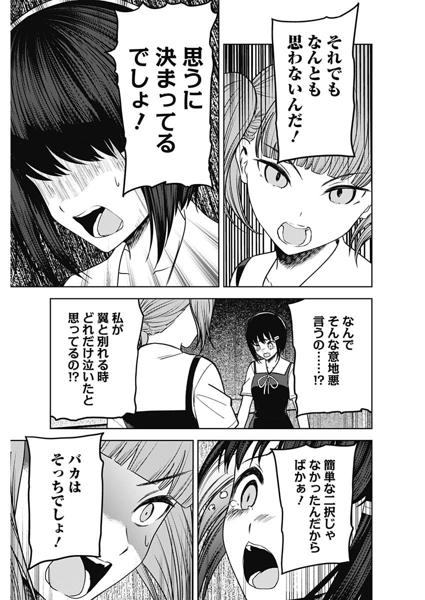 それでも
なんとも
思わないんだ！
思うに
決まってる
でしょ！
なんで
そんな意地悪
言うの……!?
私が
翼と別れる時
どれだけ泣いたと
思ってるの!?
簡単な二択じゃ
なかったんだから
ばかぁ！
バカは
そっちでしょ！